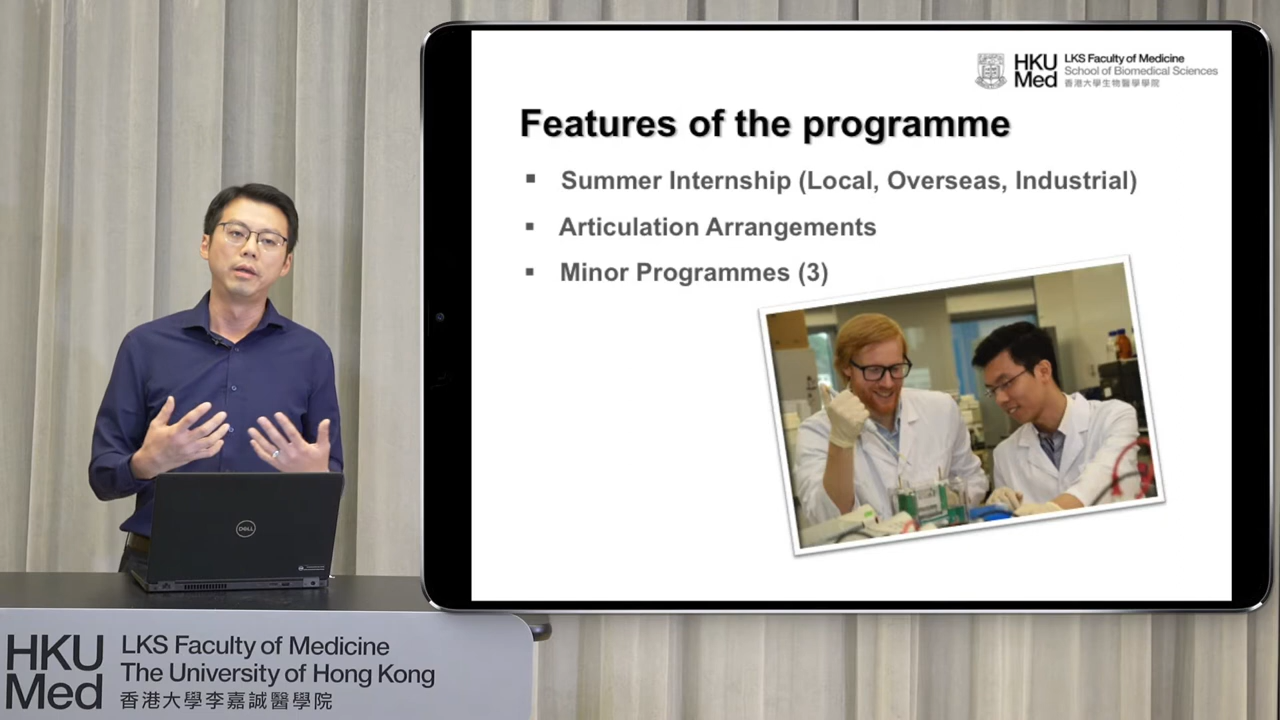 HKU
Med
LKS Faculty of Medicine
School of Biomedical Sciences
香港大學生物醫學學院
Features of the programme
▪ Summer Internship (Local, Overseas, Industrial)
▪ Articulation Arrangements
▪ Minor Programmes (3)
DELL
HKU
Med
LKS Faculty of Medicine
The University of Hong Kong
香港大學李嘉誠醫學院